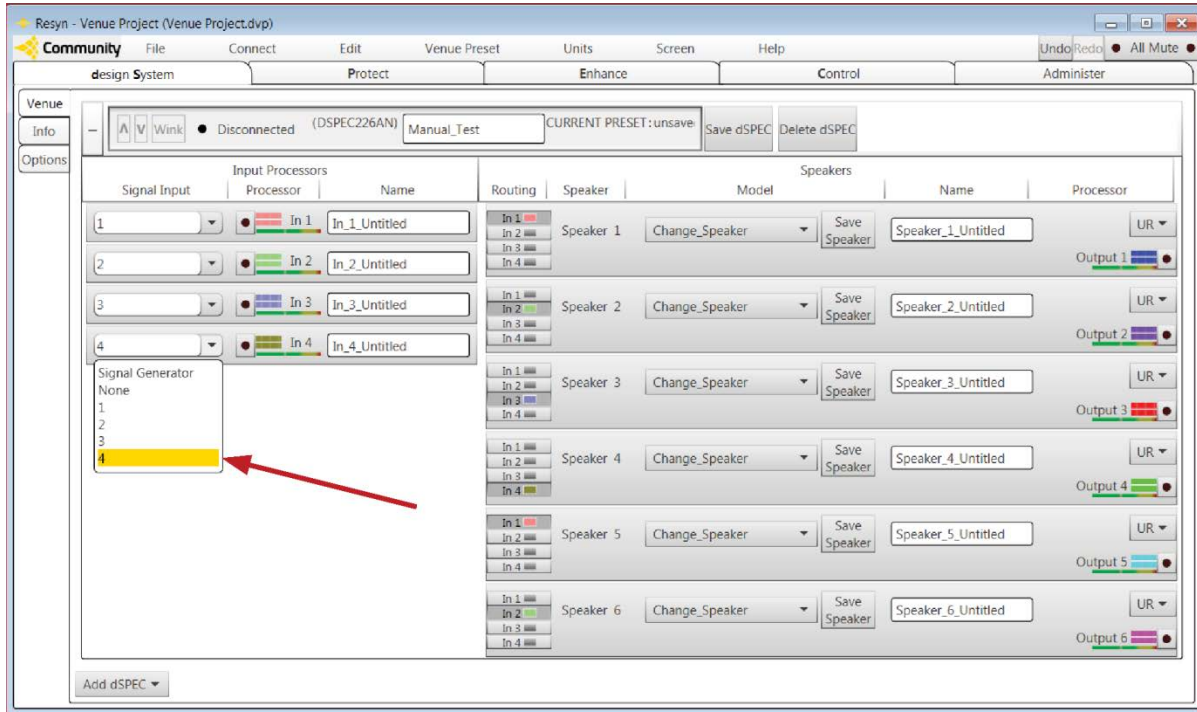 Resyn - Venue Project (Venue Project.dvp)
Community File Connect Edit Venue Preset Units Screen Help Undo Redo All Mute
design System Protect Enhance Control Administer
Venue
Info
Options
- Λ V Wink Disconnected (DSPEC226AN) Manual_Test CURRENT PRESET:unsave Save dSPEC Delete dSPEC
Input Processors Speakers
Signal Input Processor Name Routing Speaker Model Name Processor
1 In 1 In_1_Untitled
2 In 2 In_2_Untitled
3 In 3 In_3_Untitled
4 In 4 In_4_Untitled
Signal Generator
None
1
2
3
4
In 1
In 2
In 3
In 4
Speaker 1 Change_Speaker Save Speaker Speaker_1_Untitled UR
Output 1
In 1
In 2
In 3
In 4
Speaker 2 Change_Speaker Save Speaker Speaker_2_Untitled UR
Output 2
In 1
In 2
In 3
In 4
Speaker 3 Change_Speaker Save Speaker Speaker_3_Untitled UR
Output 3
In 1
In 2
In 3
In 4
Speaker 4 Change_Speaker Save Speaker Speaker_4_Untitled UR
Output 4
In 1
In 2
In 3
In 4
Speaker 5 Change_Speaker Save Speaker Speaker_5_Untitled UR
Output 5
In 1
In 2
In 3
In 4
Speaker 6 Change_Speaker Save Speaker Speaker_6_Untitled UR
Output 6
Add dSPEC